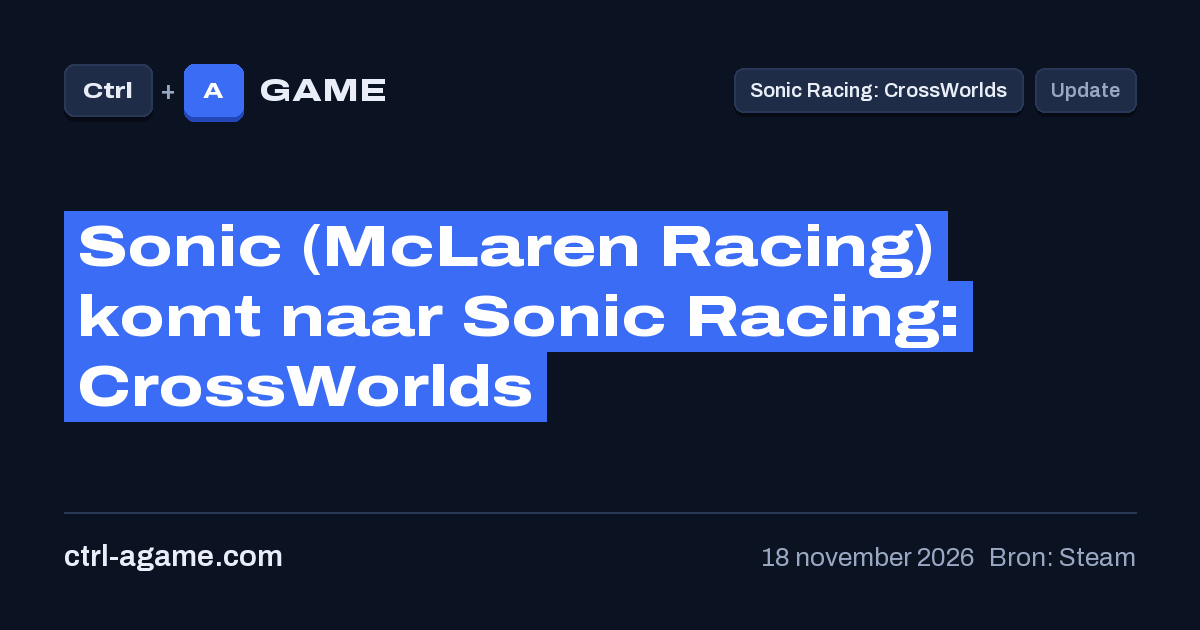 Ctrl + A GAME
Sonic Racing: CrossWorlds Update
Sonic (McLaren Racing)
komt naar Sonic Racing:
CrossWorlds
ctrl-agame.com
18 november 2026 Bron: Steam